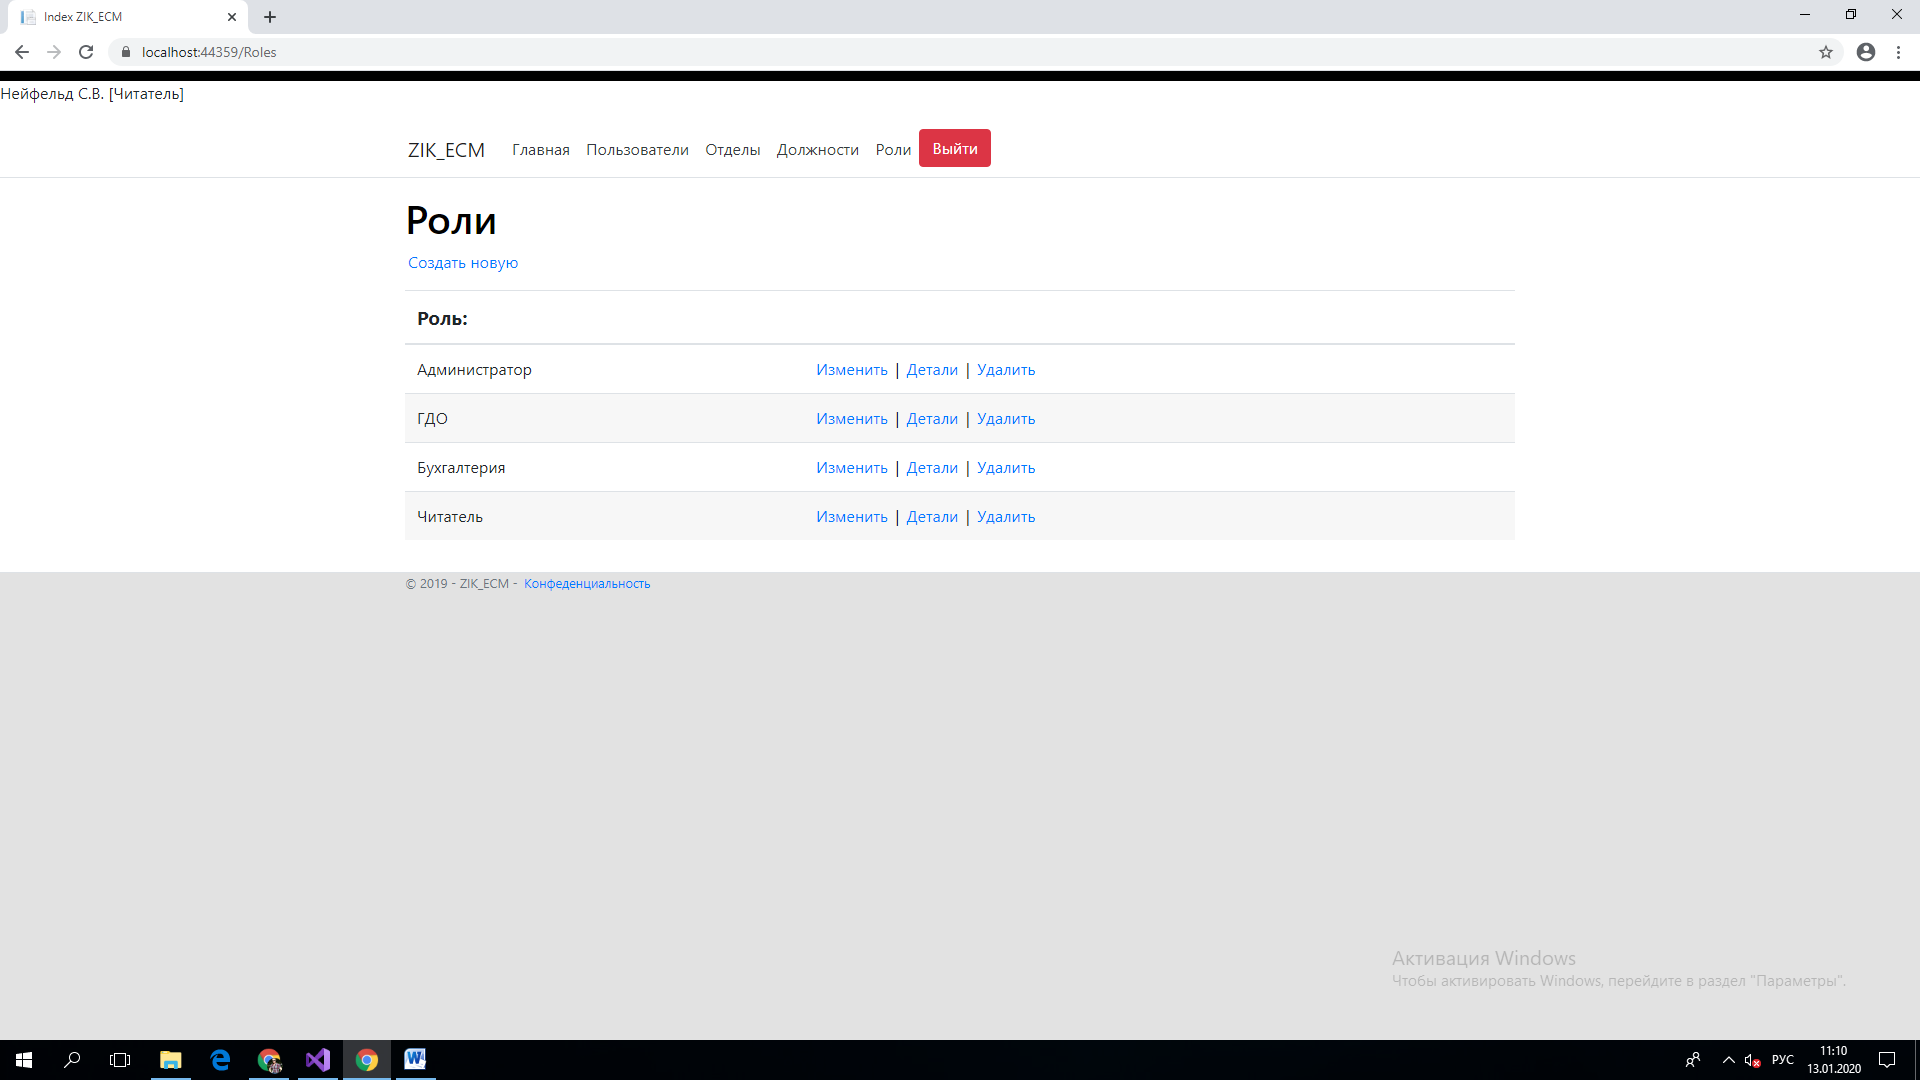 Index ZIK_ECM
localhost:44359/Roles
Нейфельд С.В. [Читатель]
ZIK_ECM Главная Пользователи Отделы Должности Роли Выйти
Роли
Создать новую
Роль:
Администратор Изменить | Детали | Удалить
ГДО Изменить | Детали | Удалить
Бухгалтерия Изменить | Детали | Удалить
Читатель Изменить | Детали | Удалить
© 2019 - ZIK_ECM - Конфеденциальность
Активация Windows
Чтобы активировать Windows, перейдите в раздел "Параметры".
РУС
11:10
13.01.2020